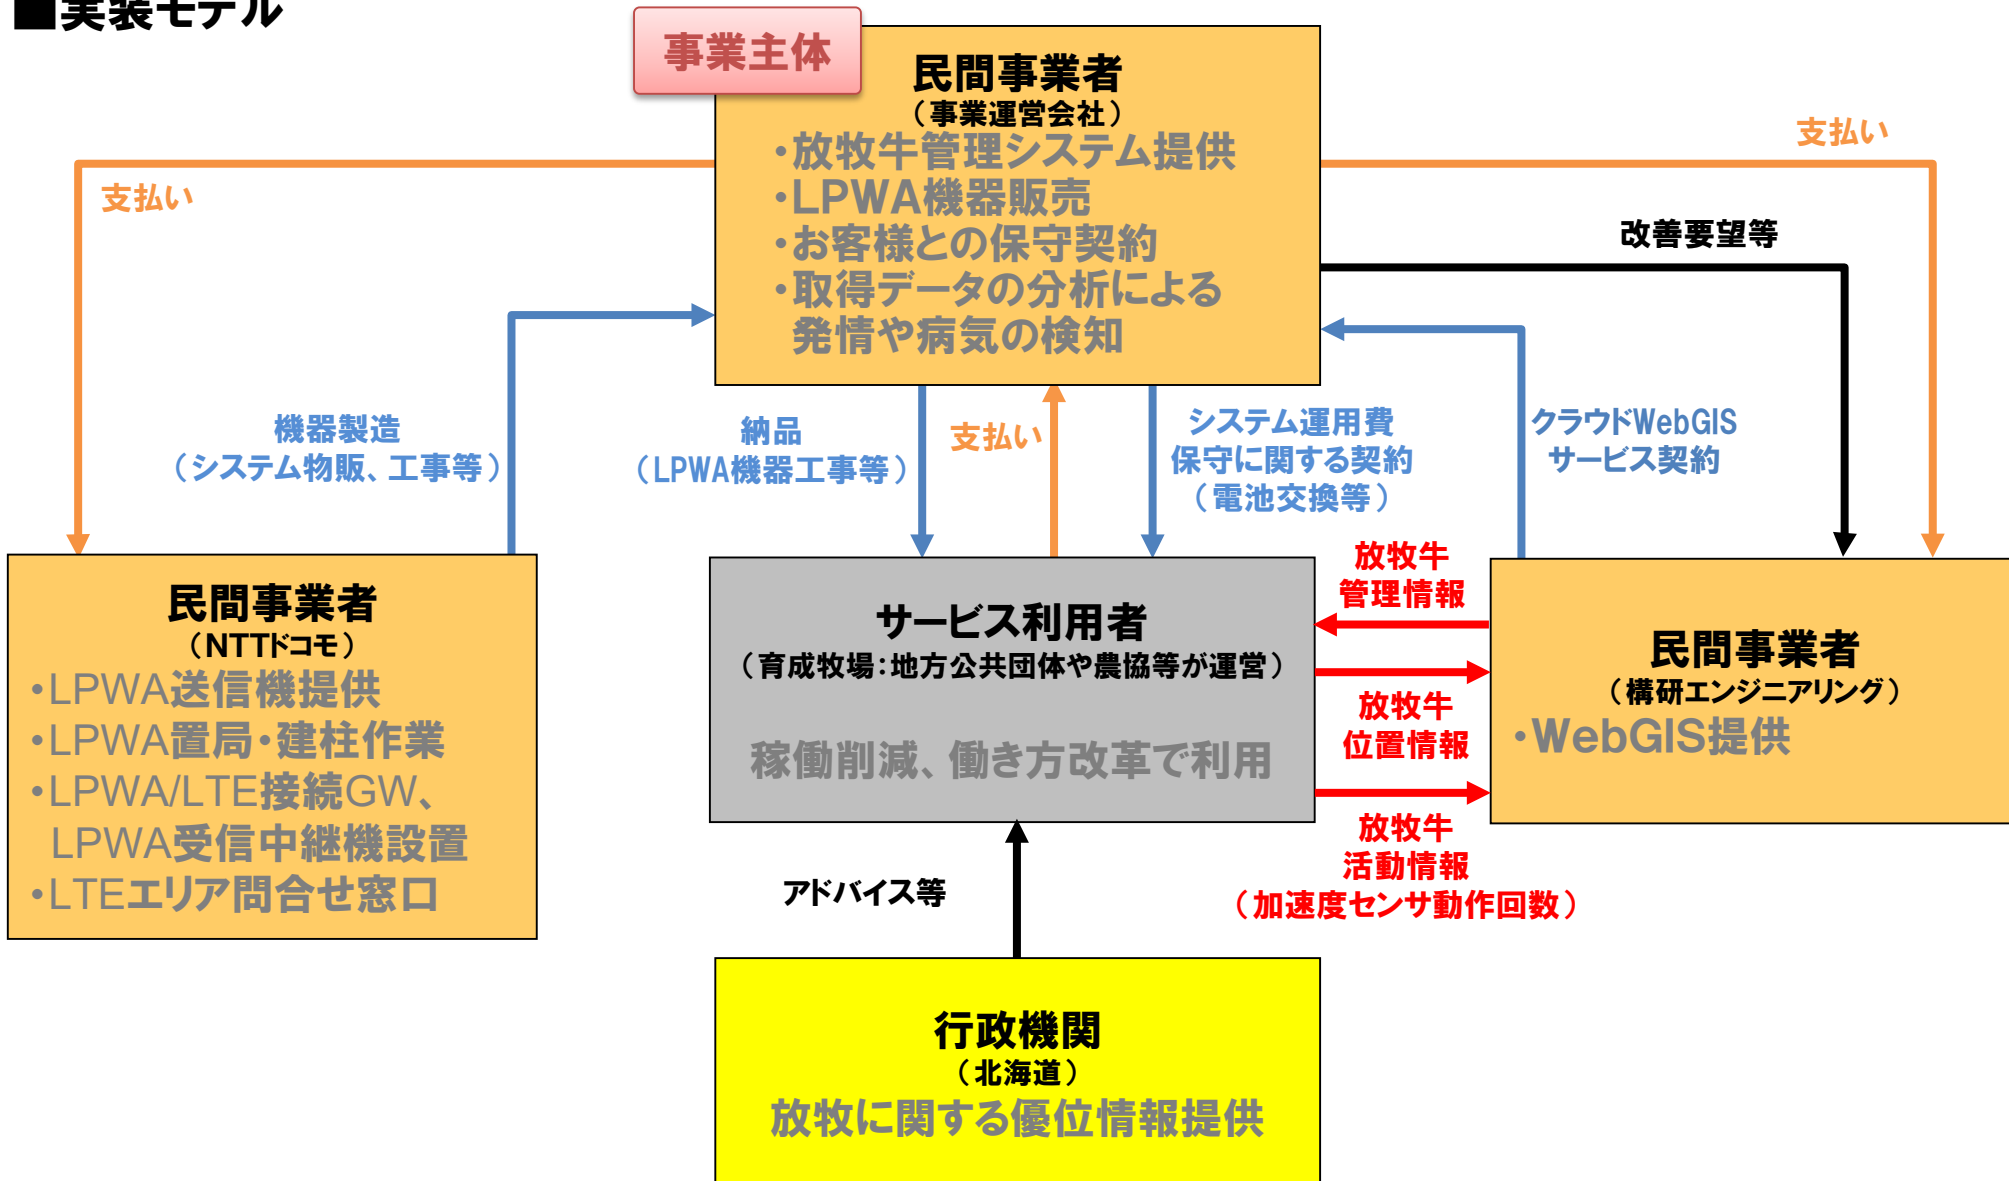 ■実装モデル
事業主体
民間事業者
（事業運営会社）
・放牧牛管理システム提供
・LPWA機器販売
・お客様との保守契約
・取得データの分析による
発情や病気の検知
支払い
支払い
改善要望等
機器製造
（システム物販、工事等）
納品
（LPWA機器工事等）
支払い
システム運用費
保守に関する契約
（電池交換等）
クラウドWebGIS
サービス契約
民間事業者
（NTTドコモ）
・LPWA送信機提供
・LPWA置局・建柱作業
・LPWA/LTE接続GW、
LPWA受信中継機設置
・LTEエリア問合せ窓口
サービス利用者
（育成牧場：地方公共団体や農協等が運営）
稼働削減、働き方改革で利用
放牧牛
管理情報
放牧牛
位置情報
放牧牛
活動情報
（加速度センサ動作回数）
民間事業者
（構研エンジニアリング）
・WebGIS提供
アドバイス等
行政機関
（北海道）
放牧に関する優位情報提供